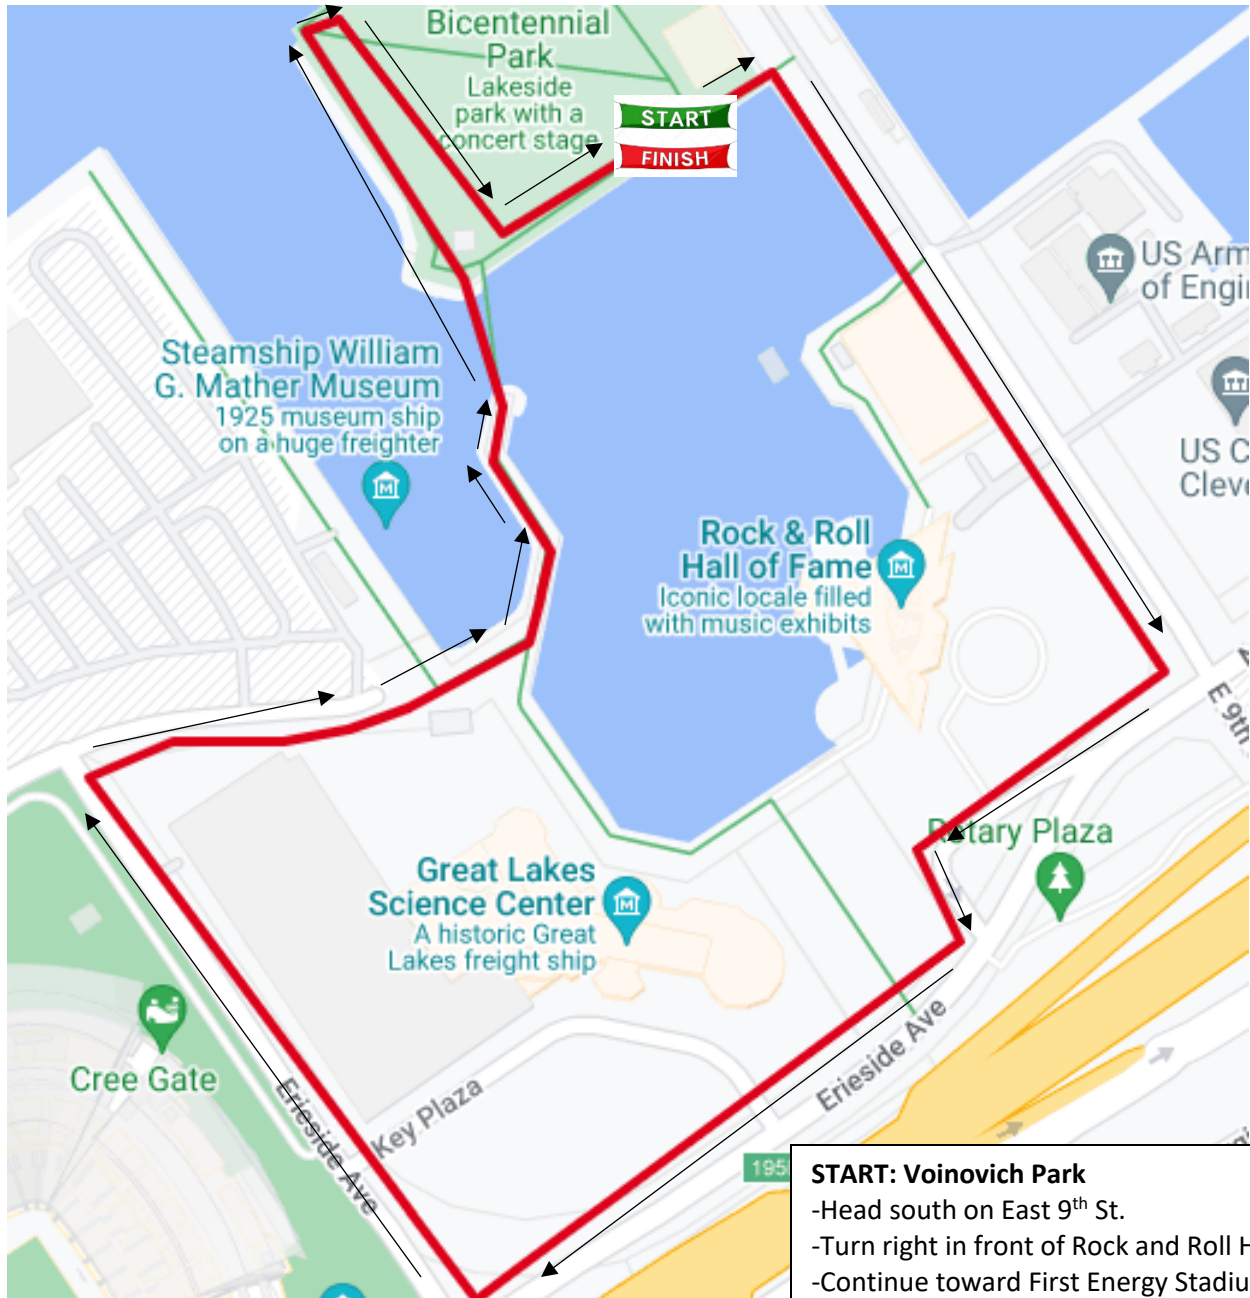 Bicentennial
Park
Lakeside
park with a
concert stage
START
FINISH
US Arm
of Engi
Steamship William
G. Mather Museum
1925 museum ship
on a huge freighter
US C
Cleve
Rock & Roll
Hall of Fame
Iconic locale filled
with music exhibits
E 9th
Rotary Plaza
Great Lakes
Science Center
A historic Great
Lakes freight ship
Cree Gate
Erieside Ave
Key Plaza
Erieside Ave
195
START: Voinovich Park
-Head south on East 9th St.
-Turn right in front of Rock and Roll H
-Continue toward First Energy Stadiu